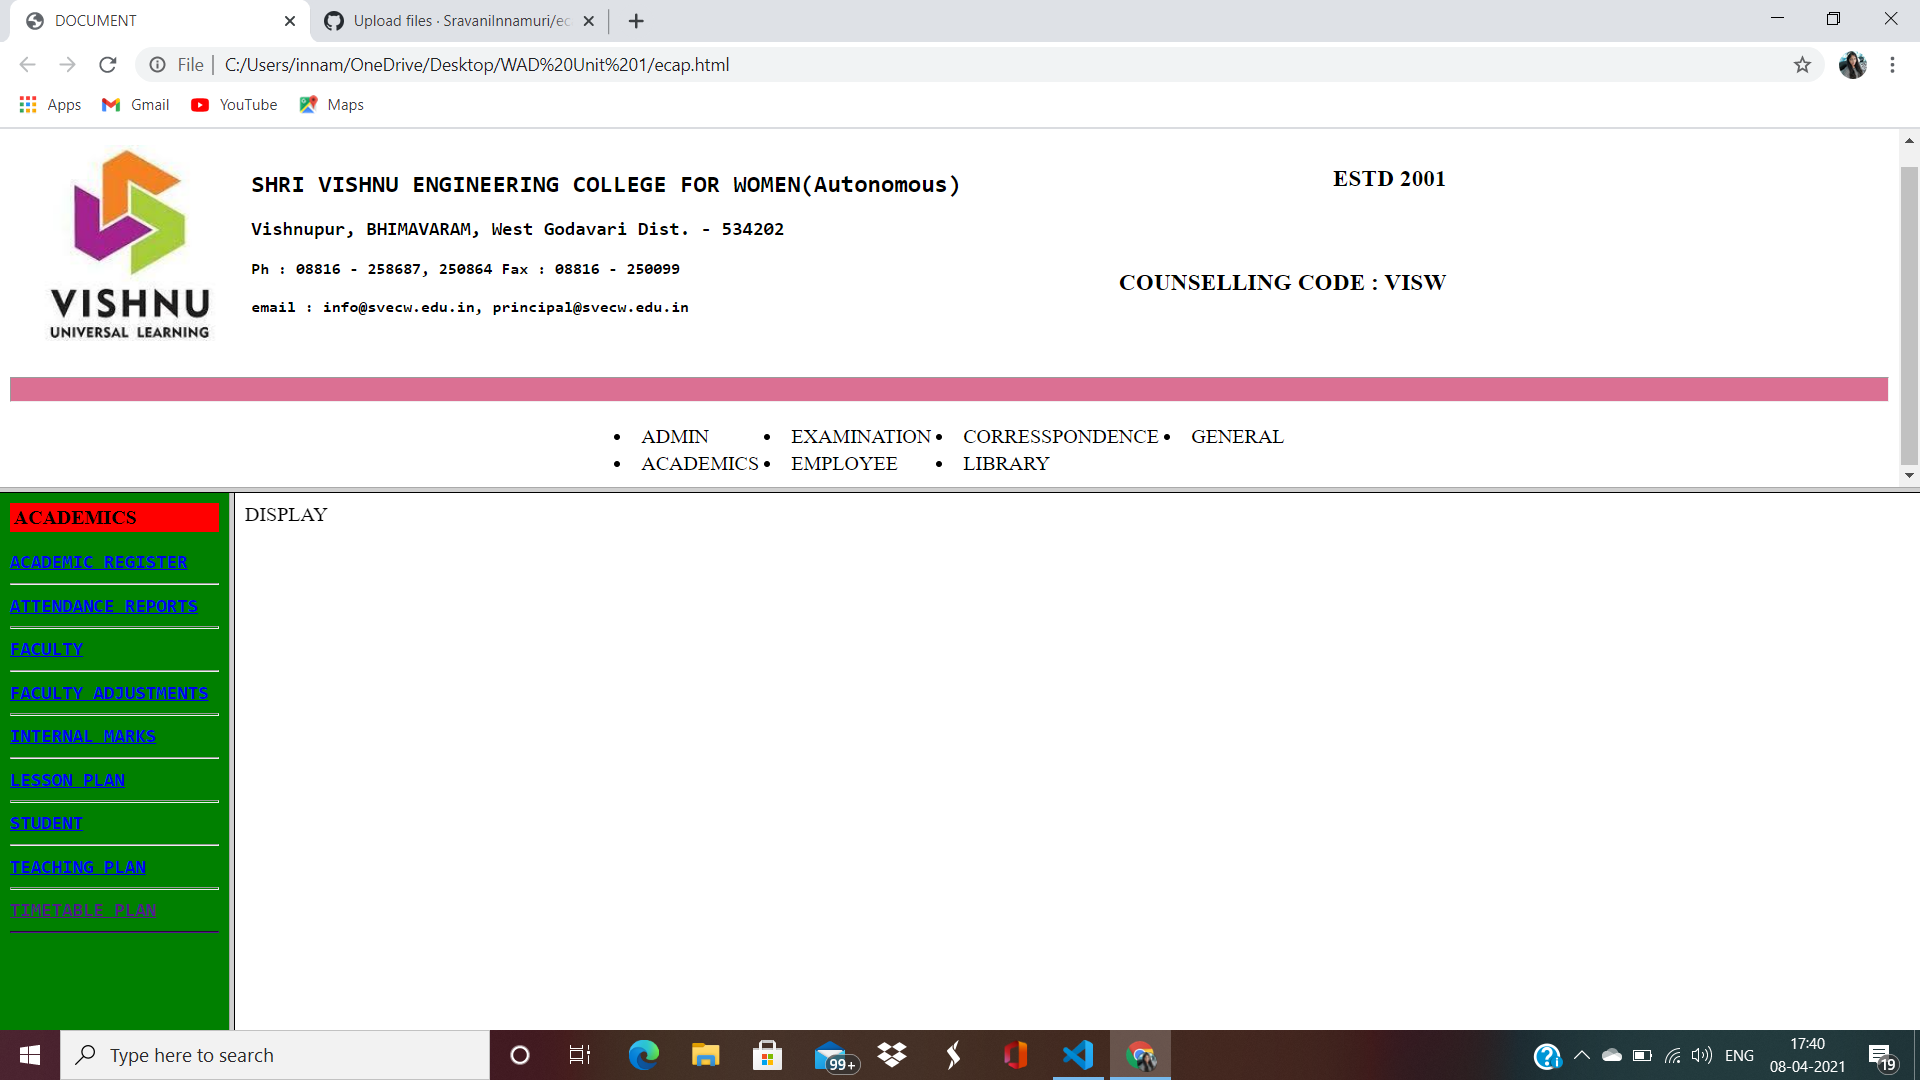 DOCUMENT
Upload files · SravaniInnamuri/ec
File
C:/Users/innam/OneDrive/Desktop/WAD%20Unit%201/ecap.html
Apps
Gmail
YouTube
Maps
VISHNU
UNIVERSAL LEARNING
SHRI VISHNU ENGINEERING COLLEGE FOR WOMEN(Autonomous)
Vishnupur, BHIMAVARAM, West Godavari Dist. - 534202
Ph : 08816 - 258687, 250864 Fax : 08816 - 250099
email : info@svecw.edu.in, principal@svecw.edu.in
ESTD 2001
COUNSELLING CODE : VISW
ADMIN
ACADEMICS
EXAMINATION
EMPLOYEE
CORRESSPONDENCE
LIBRARY
GENERAL
ACADEMICS
ACADEMIC REGISTER
ATTENDANCE REPORTS
FACULTY
FACULTY ADJUSTMENTS
INTERNAL MARKS
LESSON PLAN
STUDENT
TEACHING PLAN
TIMETABLE PLAN
DISPLAY
Type here to search
99+
ENG
17:40
08-04-2021
19